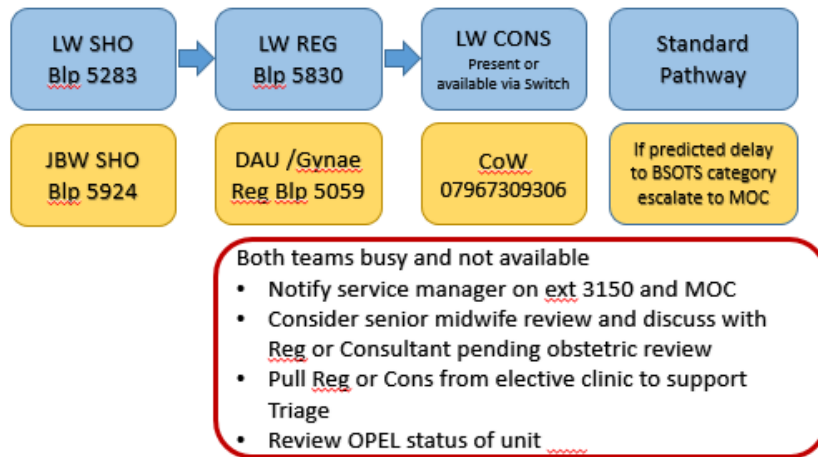 LW SHO
Blp 5283
LW REG
Blp 5830
LW CONS
Present or
available via Switch
Standard
Pathway
JBW SHO
Blp 5924
DAU /Gynae
Reg Blp 5059
CoW
07967309306
If predicted delay
to BSOTS category
escalate to MOC
Both teams busy and not available
• Notify service manager on ext 3150 and MOC
• Consider senior midwife review and discuss with
Reg or Consultant pending obstetric review
• Pull Reg or Cons from elective clinic to support
Triage
• Review OPEL status of unit